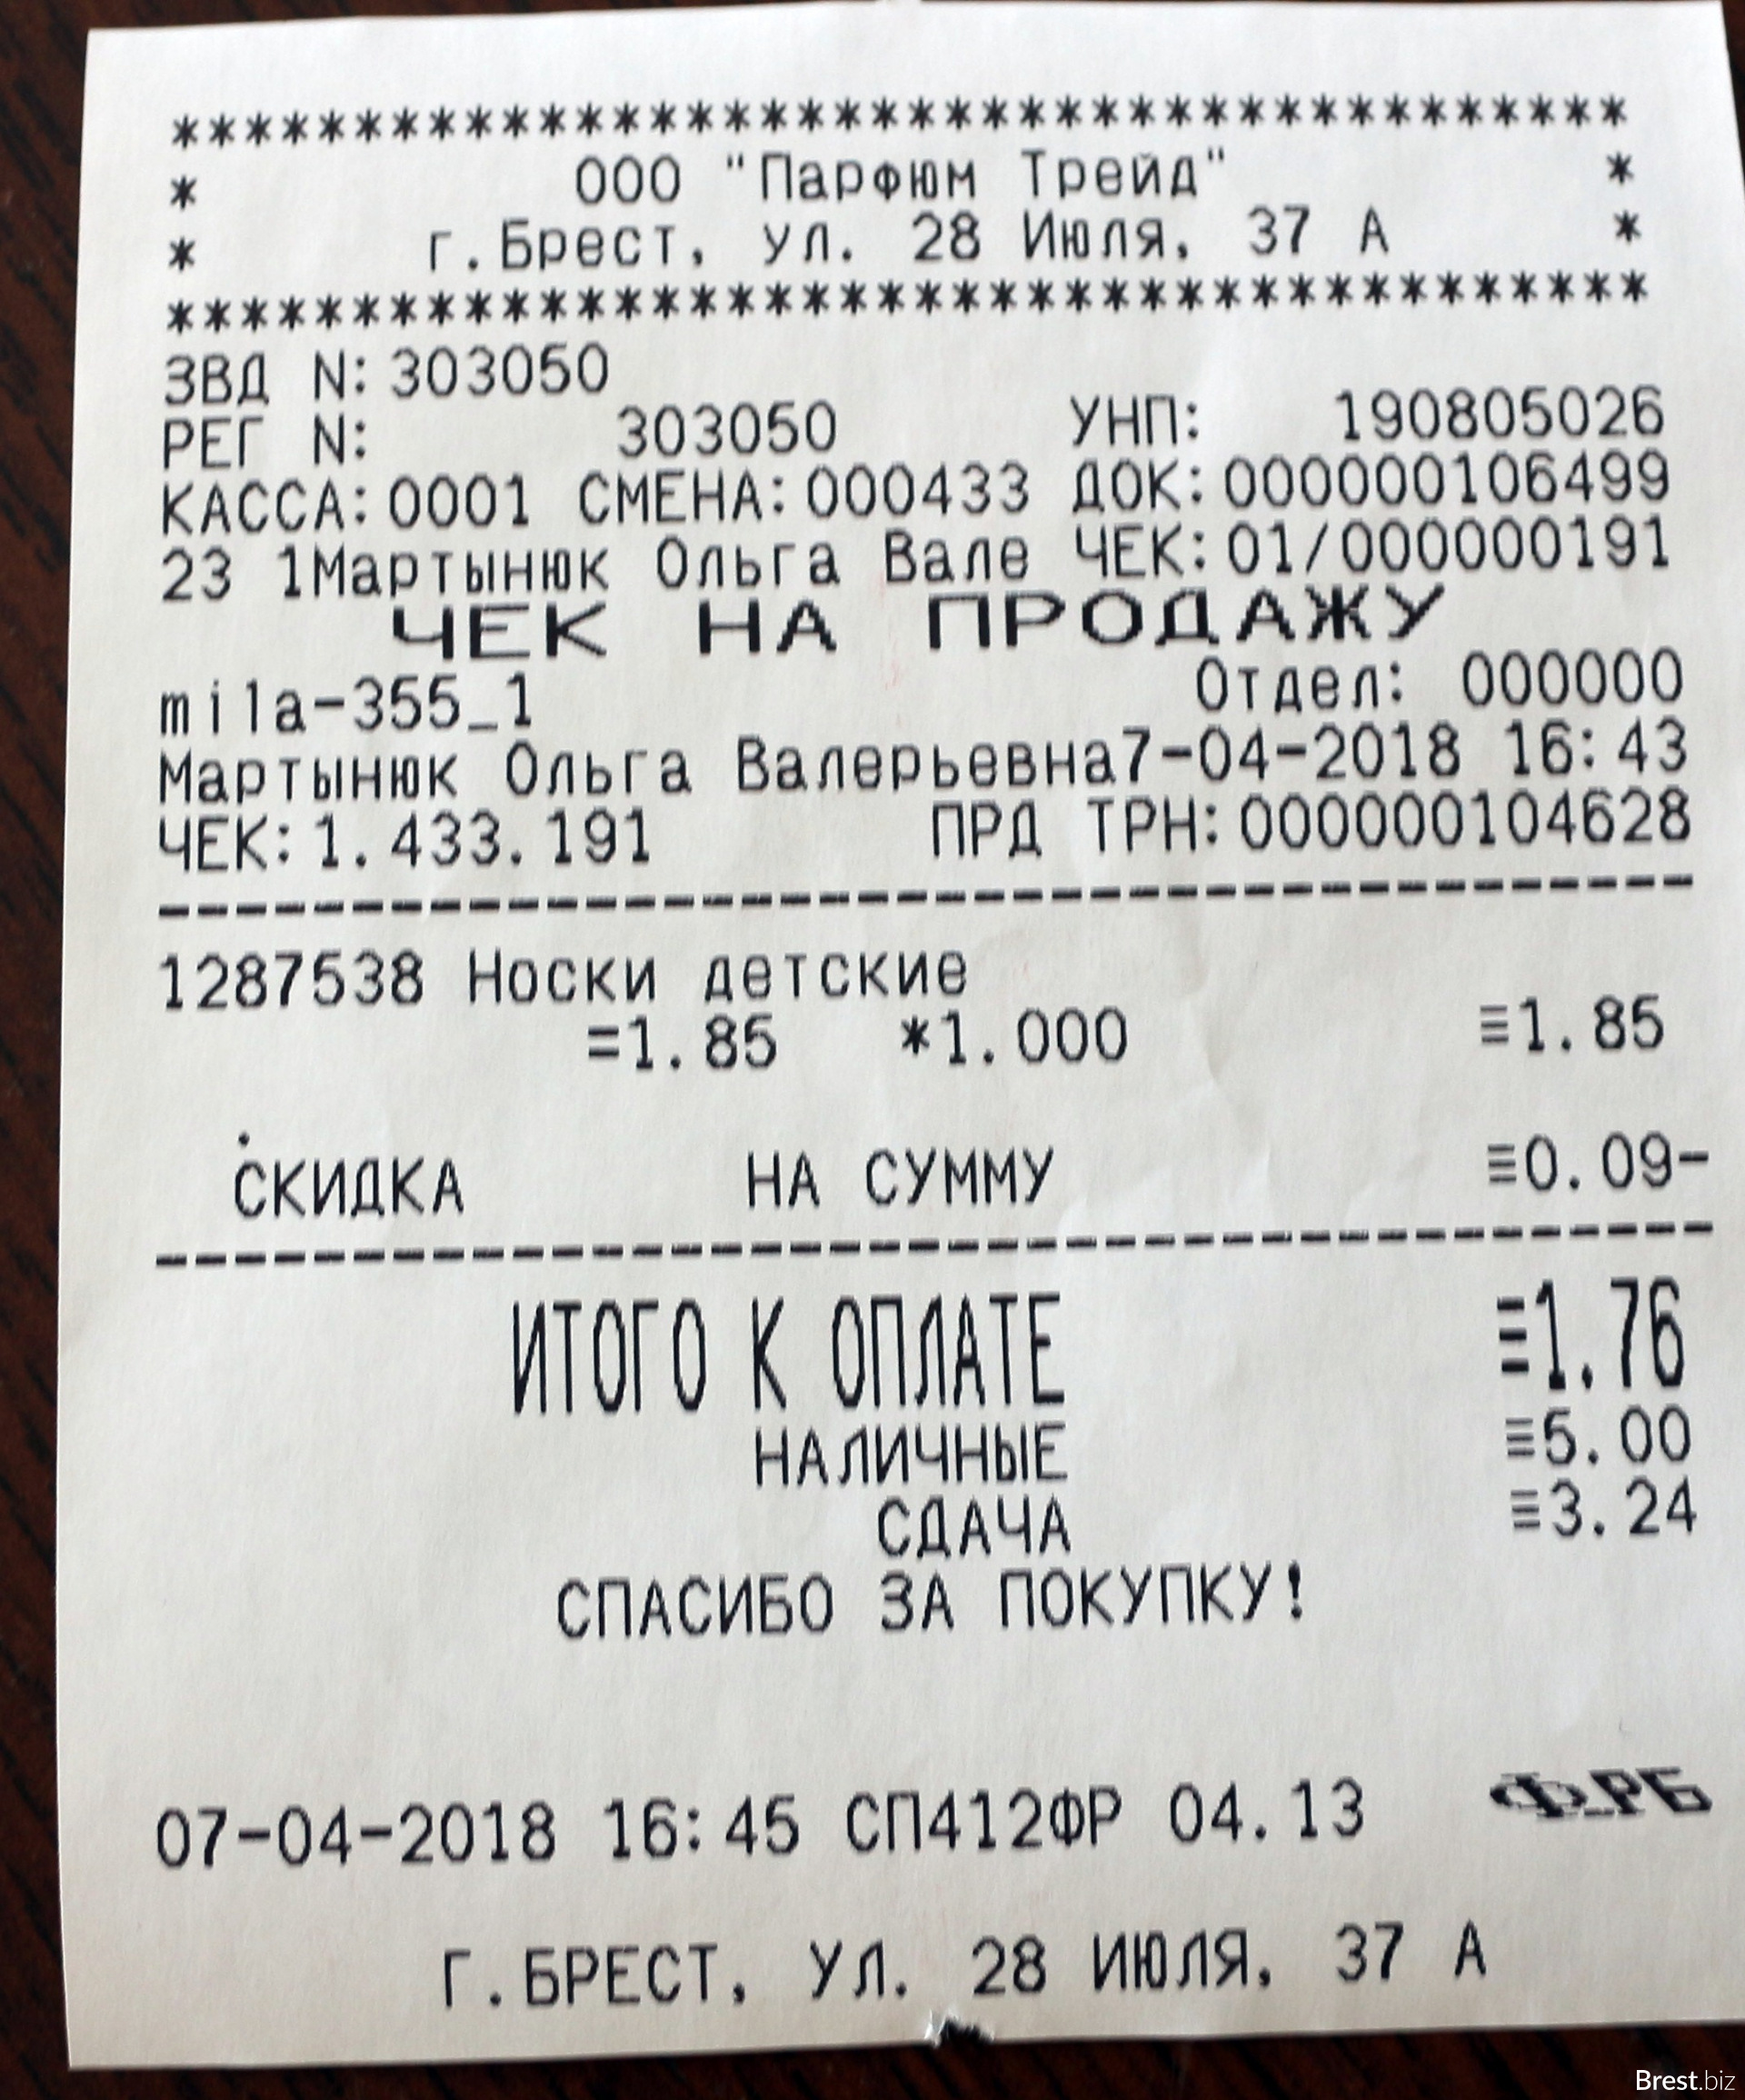 ****************************************
* ООО "Парфюм Трейд" *
* г.Брест, ул. 28 Июля, 37 А *
****************************************
ЗВД N:303050
РЕГ N: 303050 УНП: 190805026
КАССА:0001 СМЕНА:000433 ДОК:000000106499
23 1Мартынюк Ольга Вале ЧЕК:01/000000191
ЧЕК НА ПРОДАЖУ
mila-355_1 Отдел: 000000
Мартынюк Ольга Валерьевна7-04-2018 16:43
ЧЕК:1.433.191 ПРД ТРН:000000104628
----------------------------------------
1287538 Носки детские
=1.85 *1.000 ≡1.85
СКИДКА НА СУММУ ≡0.09-
----------------------------------------
ИТОГО К ОПЛАТЕ ≡1.76
НАЛИЧНЫЕ ≡5.00
СДАЧА ≡3.24
СПАСИБО ЗА ПОКУПКУ!
07-04-2018 16:45 СП412ФР 04.13 ФРБ
Г.БРЕСТ, УЛ. 28 ИЮЛЯ, 37 А
Brest.biz